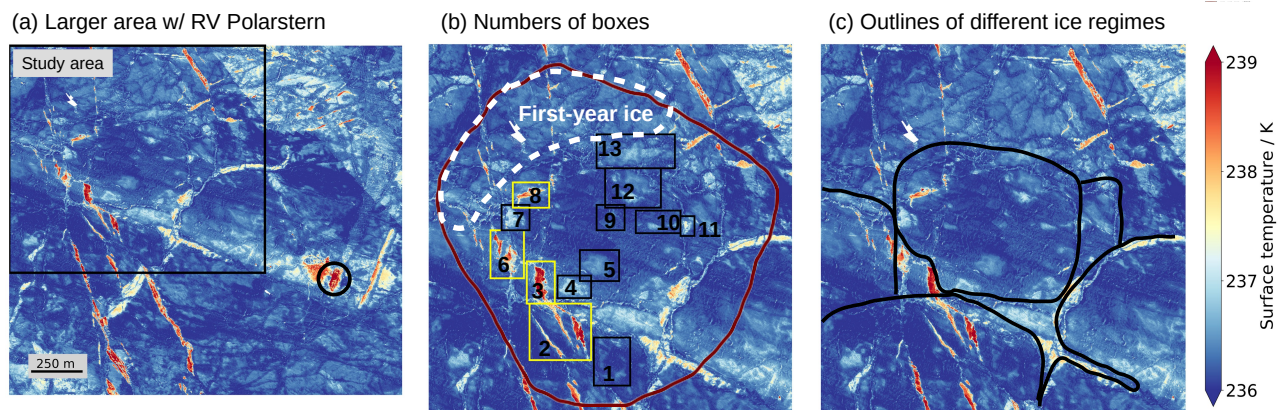 (a) Larger area w/ RV Polarstern
(b) Numbers of boxes
(c) Outlines of different ice regimes
Study area
250 m
First-year ice
13
12
8
7
9
10
11
6
5
3
4
2
1
239
238
237
236
Surface temperature / K